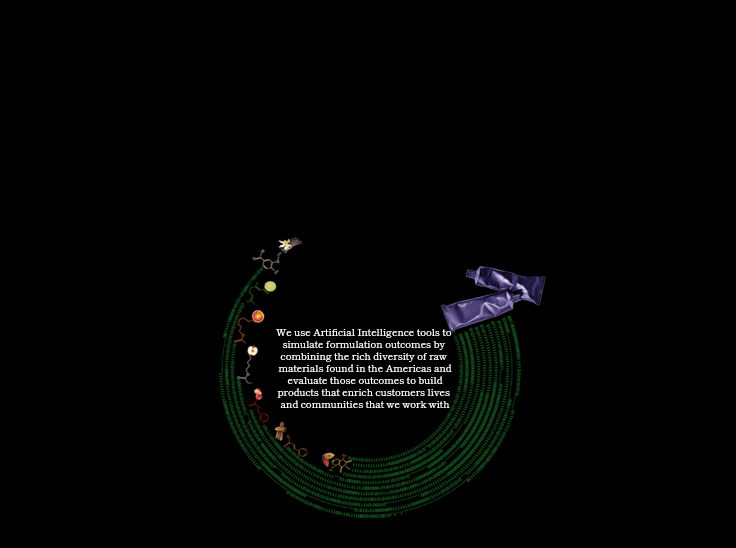 We use Artificial Intelligence tools to
simulate formulation outcomes by
combining the rich diversity of raw
materials found in the Americas and
evaluate those outcomes to build
products that enrich customers lives
and communities that we work with